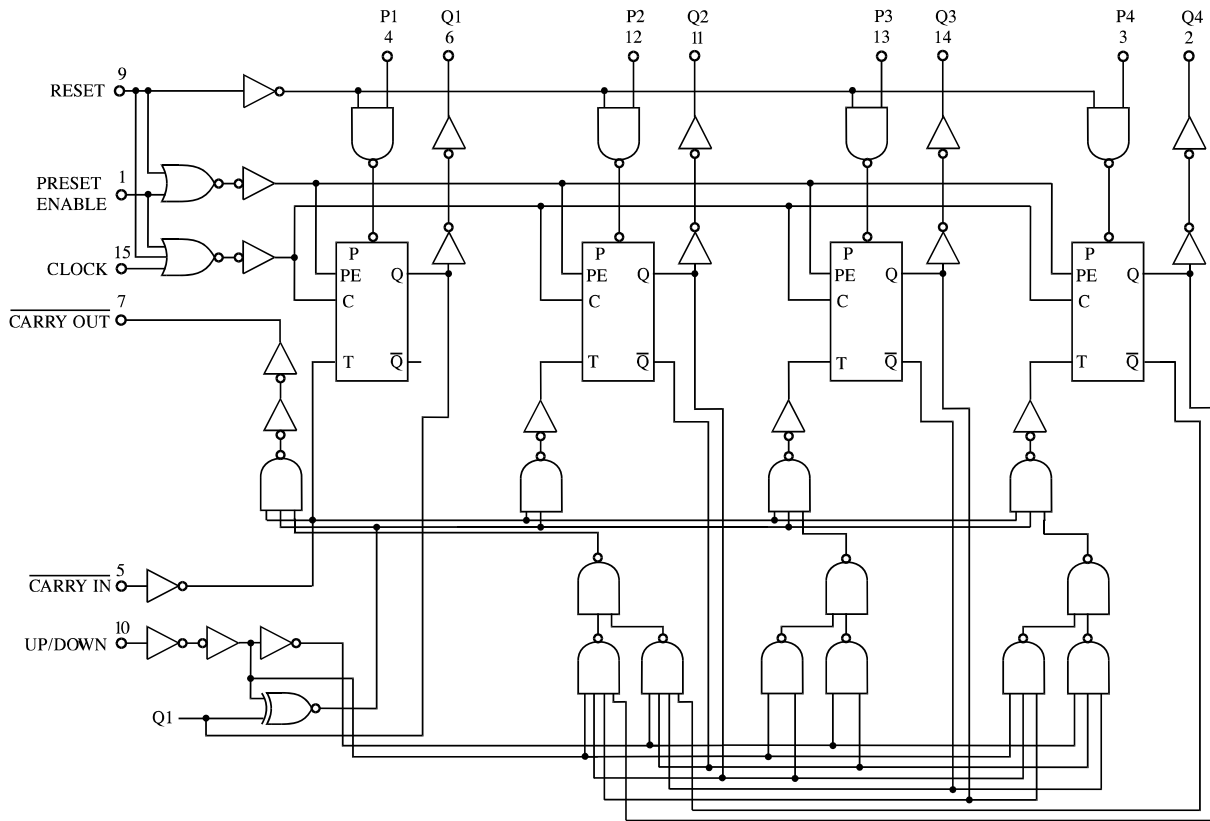 P1 Q1 P2 Q2 P3 Q3 P4 Q4
4 6 12 11 13 14 3 2
9
RESET
1
PRESET
ENABLE
15
CLOCK
7
CARRY OUT
P P P P
PE Q PE Q PE Q PE Q
C C C C
T Q T Q T Q T Q
5
CARRY IN
10
UP/DOWN
Q1